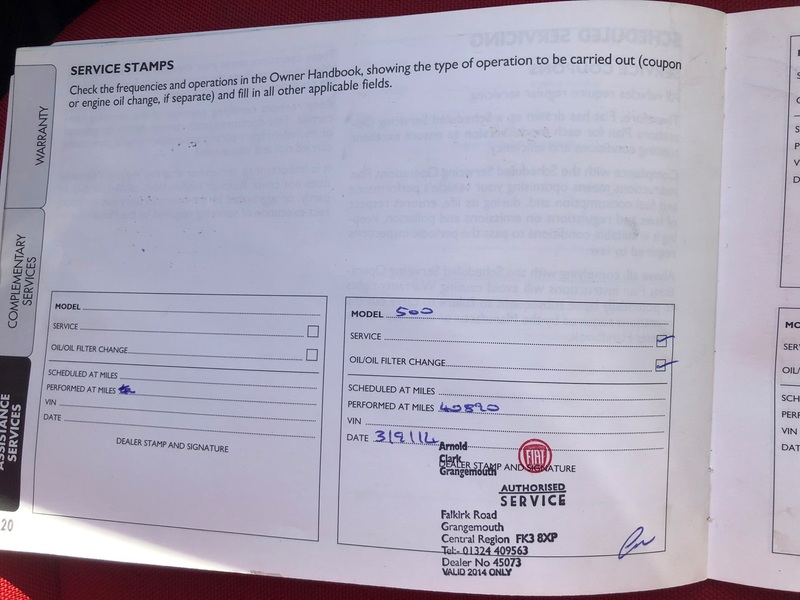 SERVICE STAMPS
Check the frequencies and operations in the Owner Handbook, showing the type of operation to be carried out (coupon
or engine oil change, if separate) and fill in all other applicable fields.
WARRANTY
COMPLEMENTARY
SERVICES
ASSISTANCE
SERVICES
20
MODEL
SERVICE
OIL/OIL FILTER CHANGE
SCHEDULED AT MILES
PERFORMED AT MILES
VIN
DATE
DEALER STAMP AND SIGNATURE
MODEL 500
SERVICE
OIL/OIL FILTER CHANGE
SCHEDULED AT MILES
PERFORMED AT MILES 40890
VIN
DATE 3/9/14
Arnold
Clark
DEALER STAMP AND SIGNATURE
Grangemouth
FIAT
AUTHORISED
SERVICE
Falkirk Road
Grangemouth
Central Region FK3 8XP
Tel:- 01324 409563
Dealer No 45073
VALID 2014 ONLY